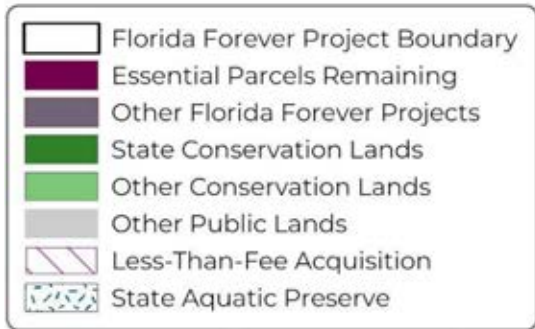 Florida Forever Project Boundary
Essential Parcels Remaining
Other Florida Forever Projects
State Conservation Lands
Other Conservation Lands
Other Public Lands
Less-Than-Fee Acquisition
State Aquatic Preserve